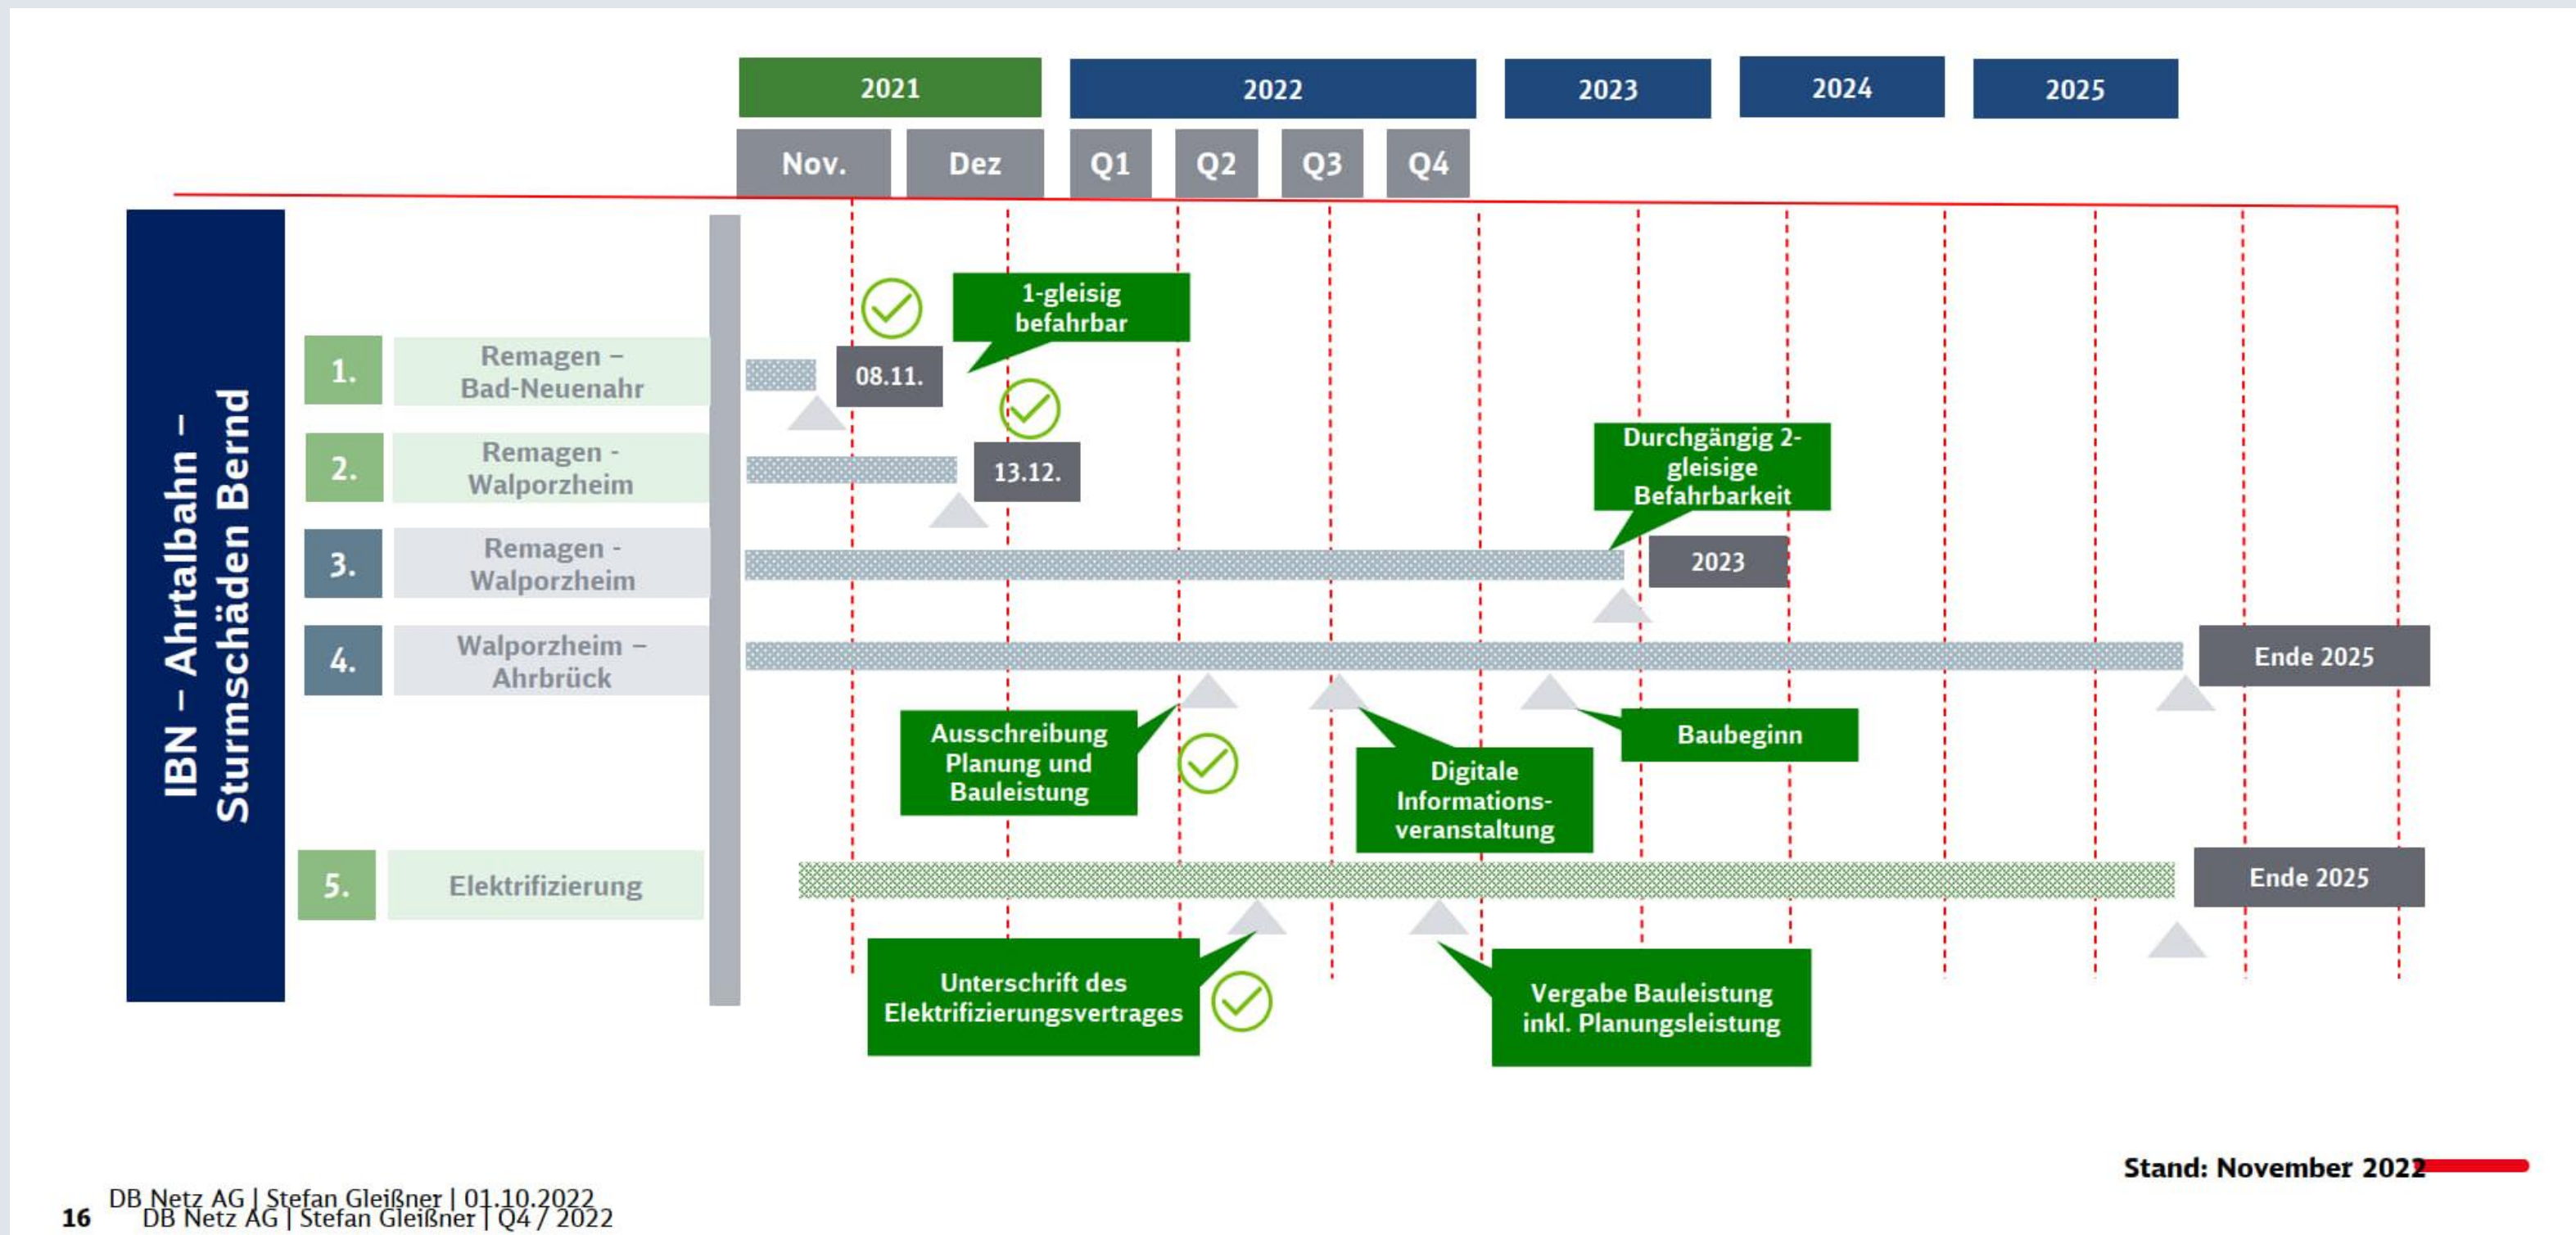 2021
2022
2023
2024
2025
Nov.
Dez
Q1
Q2
Q3
Q4
IBN – Ahrtalbahn –
Sturmschäden Bernd
1-gleisig
befahrbar
1.
Remagen –
Bad-Neuenahr
08.11.
2.
Remagen -
Walporzheim
13.12.
Durchgängig 2-
gleisige
Befahrbarkeit
3.
Remagen -
Walporzheim
2023
4.
Walporzheim –
Ahrbrück
Ende 2025
Ausschreibung
Planung und
Bauleistung
Digitale
Informations-
veranstaltung
Baubeginn
5.
Elektrifizierung
Ende 2025
Unterschrift des
Elektrifizierungsvertrages
Vergabe Bauleistung
inkl. Planungsleistung
Stand: November 2022
DB Netz AG | Stefan Gleißner | 01.10.2022
16 DB Netz AG | Stefan Gleißner | Q4 / 2022